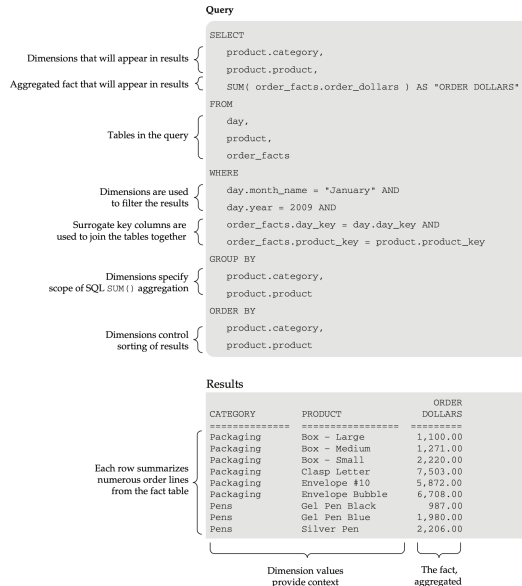 Query
SELECT
Dimensions that will appear in results
product.category,
product.product,
Aggregated fact that will appear in results
SUM( order_facts.order_dollars ) AS "ORDER DOLLARS"
FROM
Tables in the query
day,
product,
order_facts
WHERE
Dimensions are used
to filter the results
day.month_name = "January" AND
day.year = 2009 AND
Surrogate key columns are
used to join the tables together
order_facts.day_key = day.day_key AND
order_facts.product_key = product.product_key
GROUP BY
Dimensions specify
scope of SQL SUM() aggregation
product.category,
product.product
ORDER BY
Dimensions control
sorting of results
product.category,
product.product
Results
ORDER
CATEGORY PRODUCT DOLLARS
============== ================= =========
Each row summarizes
numerous order lines
from the fact table
Packaging Box - Large 1,100.00
Packaging Box - Medium 1,271.00
Packaging Box - Small 2,220.00
Packaging Clasp Letter 7,503.00
Packaging Envelope #10 5,872.00
Packaging Envelope Bubble 6,708.00
Pens Gel Pen Black 987.00
Pens Gel Pen Blue 1,980.00
Pens Silver Pen 2,206.00
Dimension values
provide context
The fact,
aggregated